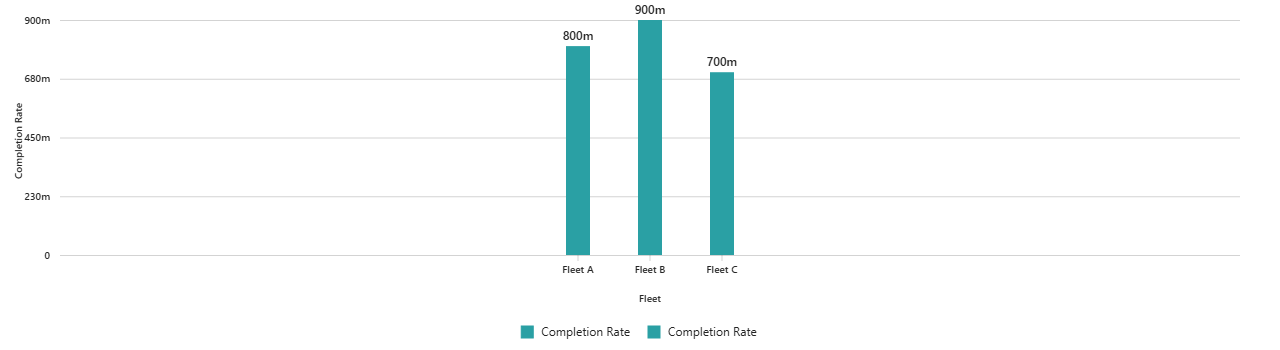 900m
800m
700m
900m
680m
450m
230m
0
Completion Rate
Fleet A Fleet B Fleet C
Fleet
Completion Rate Completion Rate